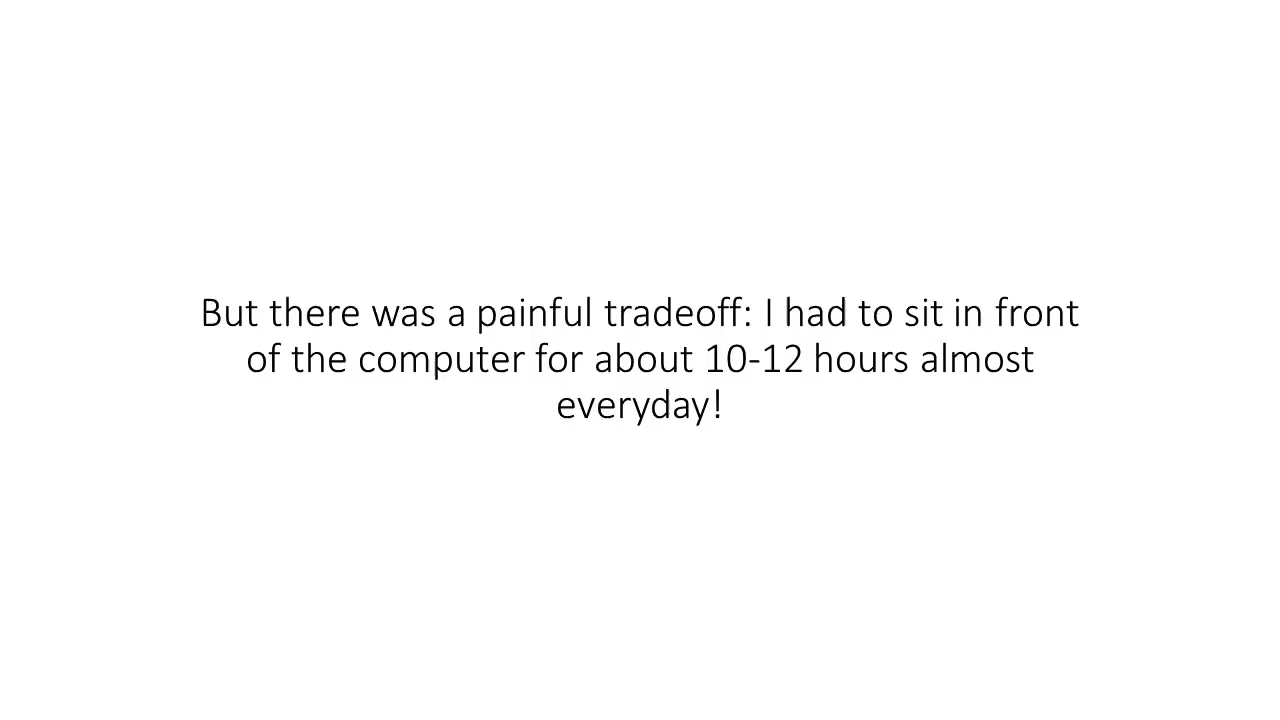 But there was a painful tradeoff: I had to sit in front
of the computer for about 10-12 hours almost
everyday!